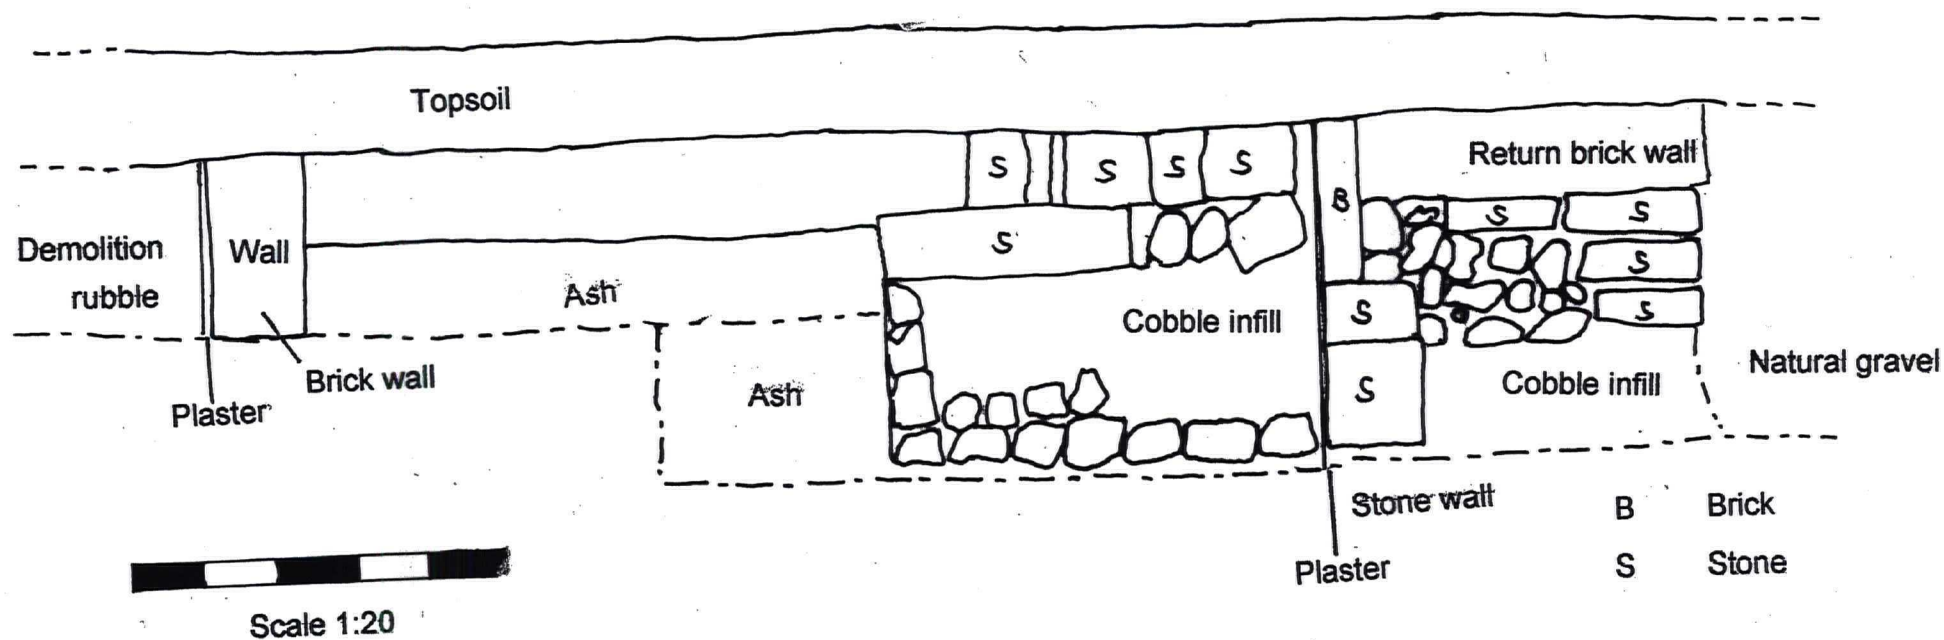 Topsoil
S
S
S
S
Return brick wall
B
S
S
Demolition
rubble
Wall
S
S
Ash
Cobble infill
S
S
Brick wall
Ash
S
Cobble infill
Natural gravel
Plaster
Stone wall
B Brick
Plaster
S Stone
Scale 1:20